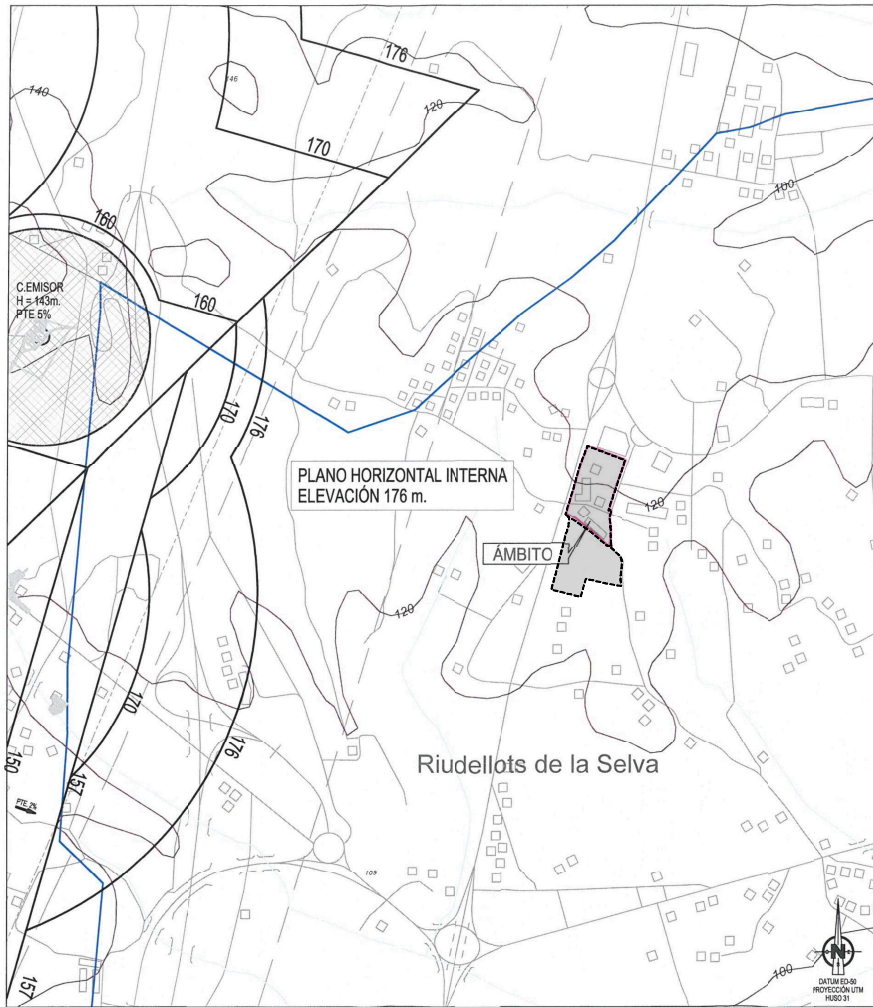 176
140
146
120
170
100
160
C.EMISOR
H = 143m.
PTE 5%
160
170
176
PLANO HORIZONTAL INTERNA
ELEVACIÓN 176 m.
120
ÁMBITO
120
170
176
150
157
Riudellots de la Selva
PTE. 2%
109
157
100
N
DATUM ED-50
PROYECCIÓN UTM
HUSO 31